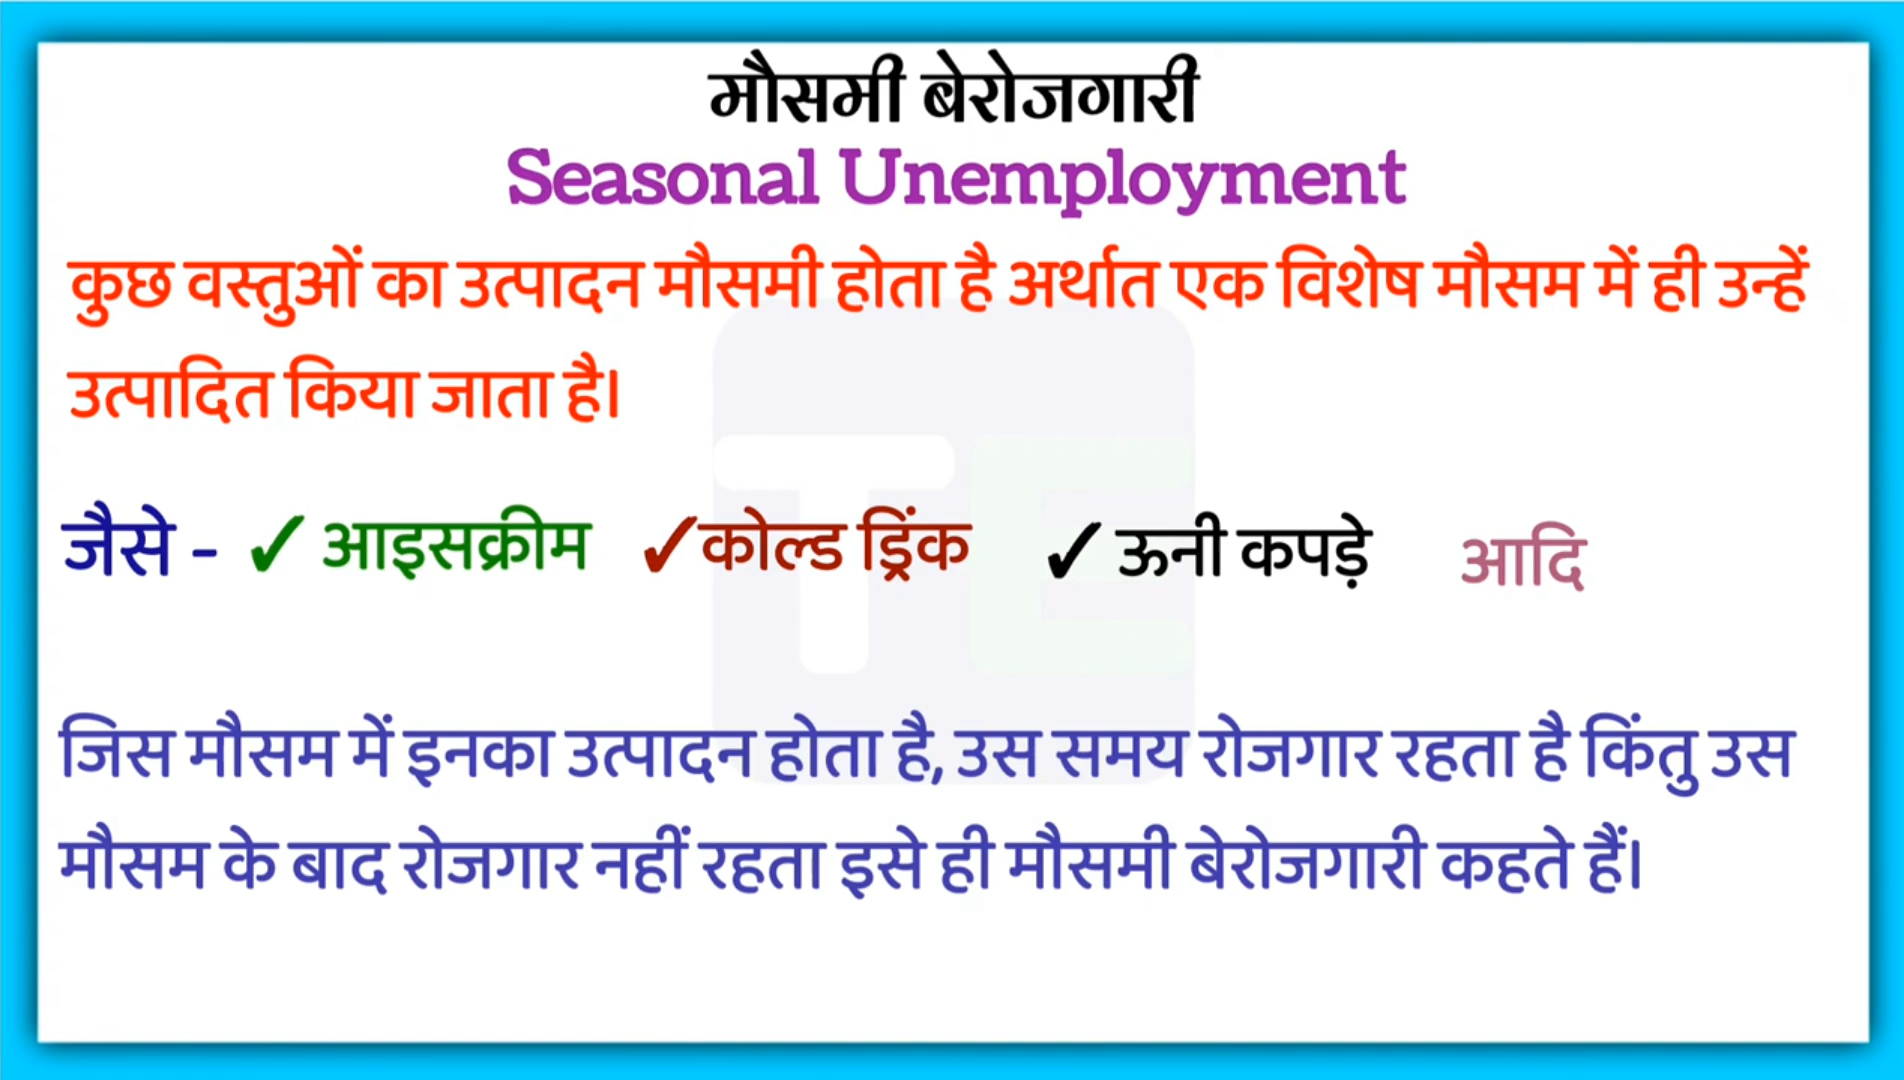 मौसमी बेरोजगारी
Seasonal Unemployment
कुछ वस्तुओं का उत्पादन मौसमी होता है अर्थात एक विशेष मौसम में ही उन्हें
उत्पादित किया जाता है।
जैसे - ✓ आइसक्रीम ✓कोल्ड ड्रिंक ✓ ऊनी कपड़े आदि
TE
जिस मौसम में इनका उत्पादन होता है, उस समय रोजगार रहता है किंतु उस
मौसम के बाद रोजगार नहीं रहता इसे ही मौसमी बेरोजगारी कहते हैं।